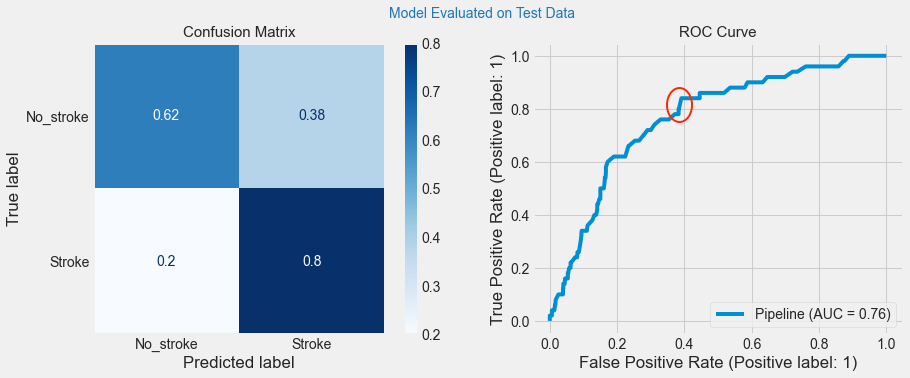 Model Evaluated on Test Data
Confusion Matrix
True label
No_stroke
Stroke
0.62
0.38
0.2
0.8
No_stroke
Stroke
Predicted label
0.8
0.7
0.6
0.5
0.4
0.3
0.2
ROC Curve
True Positive Rate (Positive label: 1)
1.0
0.8
0.6
0.4
0.2
0.0
Pipeline (AUC = 0.76)
0.0
0.2
0.4
0.6
0.8
1.0
False Positive Rate (Positive label: 1)